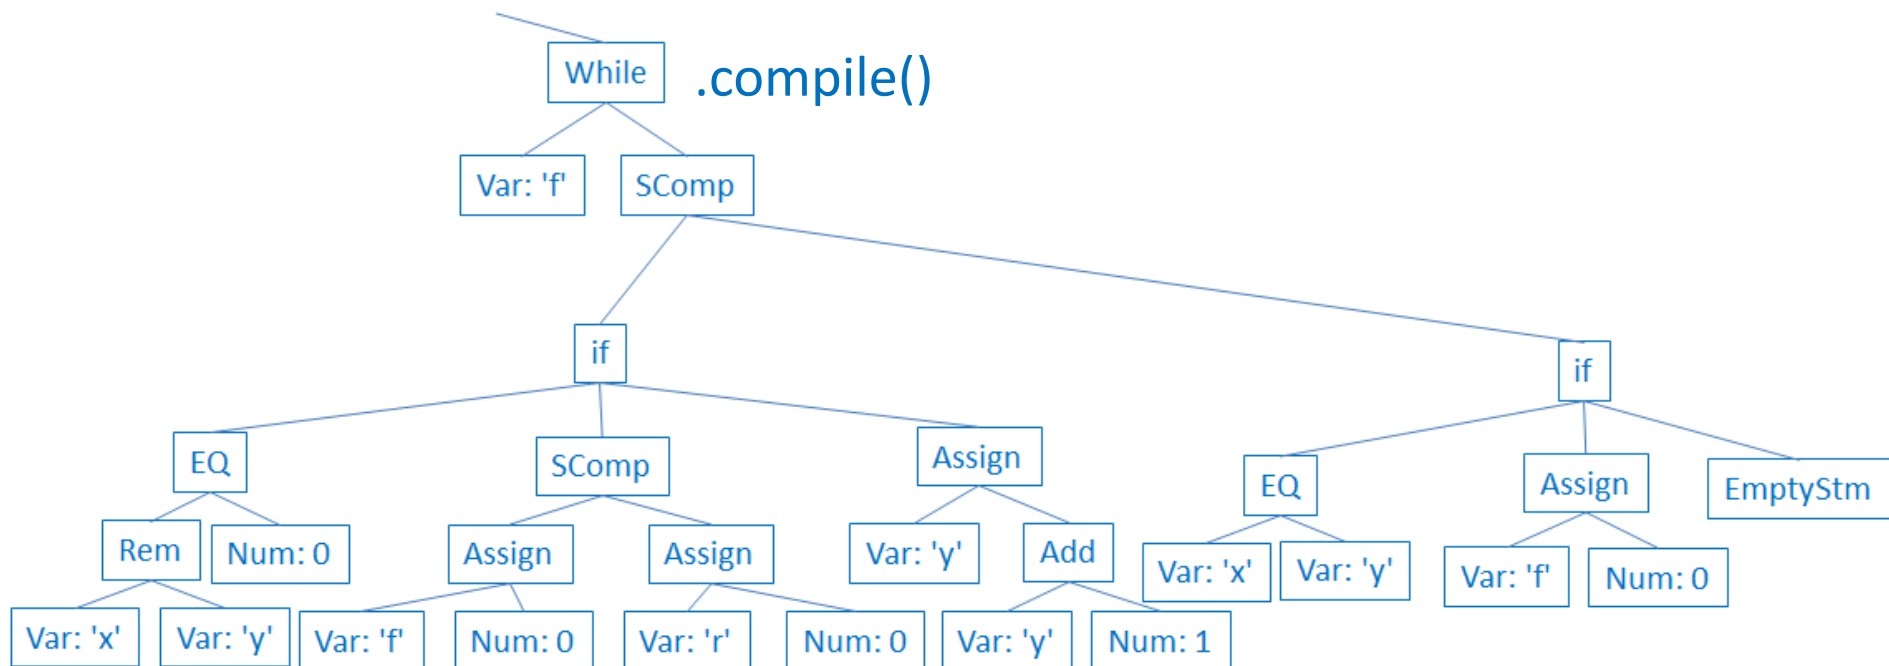 While .compile()
Var: 'f' SComp
if if
EQ SComp Assign EQ Assign EmptyStm
Rem Num: 0 Assign Assign Var: 'y' Add Var: 'x' Var: 'y' Var: 'f' Num: 0
Var: 'x' Var: 'y' Var: 'f' Num: 0 Var: 'r' Num: 0 Var: 'y' Num: 1